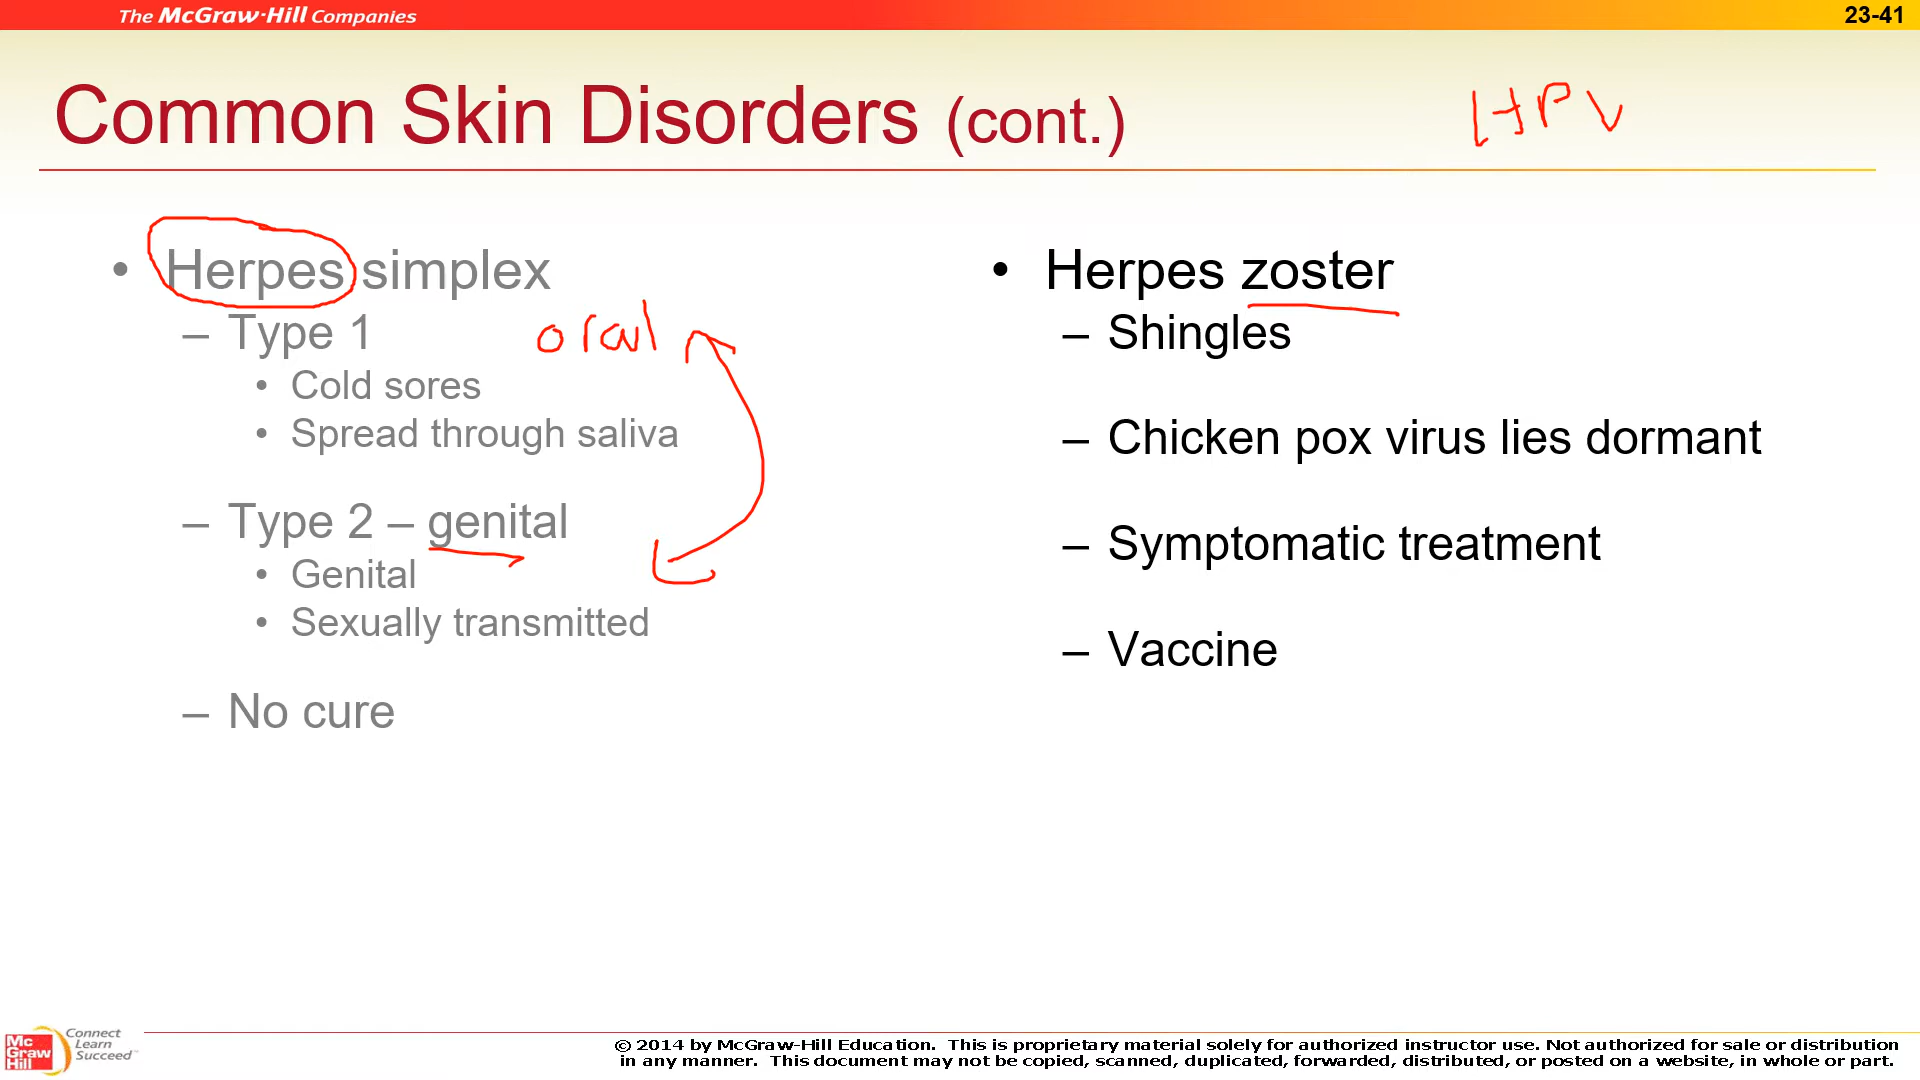 The McGraw-Hill Companies
23-41
Common Skin Disorders (cont.)
HPV
• Herpes simplex
– Type 1
oral
• Cold sores
• Spread through saliva
– Type 2 – genital
• Genital
• Sexually transmitted
– No cure
• Herpes zoster
– Shingles
– Chicken pox virus lies dormant
– Symptomatic treatment
– Vaccine
Mc
Graw
Hill
Connect
Learn
Succeed™
© 2014 by McGraw-Hill Education. This is proprietary material solely for authorized instructor use. Not authorized for sale or distribution
in any manner. This document may not be copied, scanned, duplicated, forwarded, distributed, or posted on a website, in whole or part.